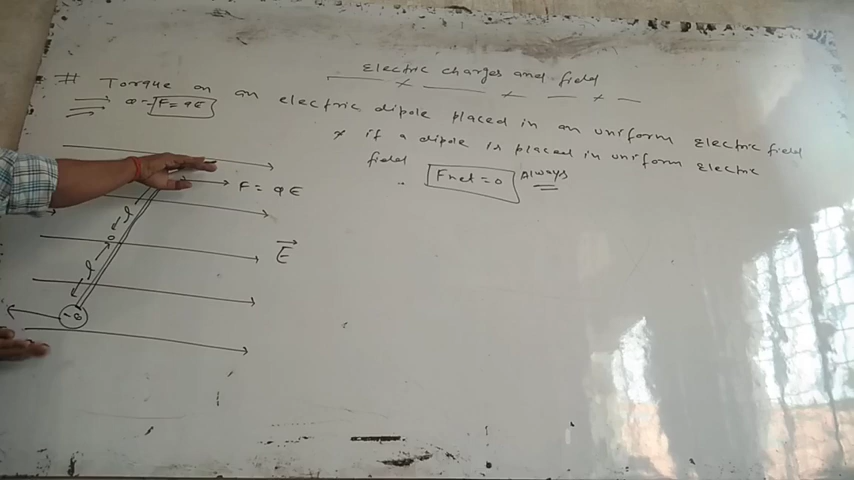 Electric charges and field
# Torque on an electric dipole placed in an uniform electric field
F = qE
* if a dipole is placed in uniform electric
field
Fnet = 0 Always
F = qE
l
o
E
l